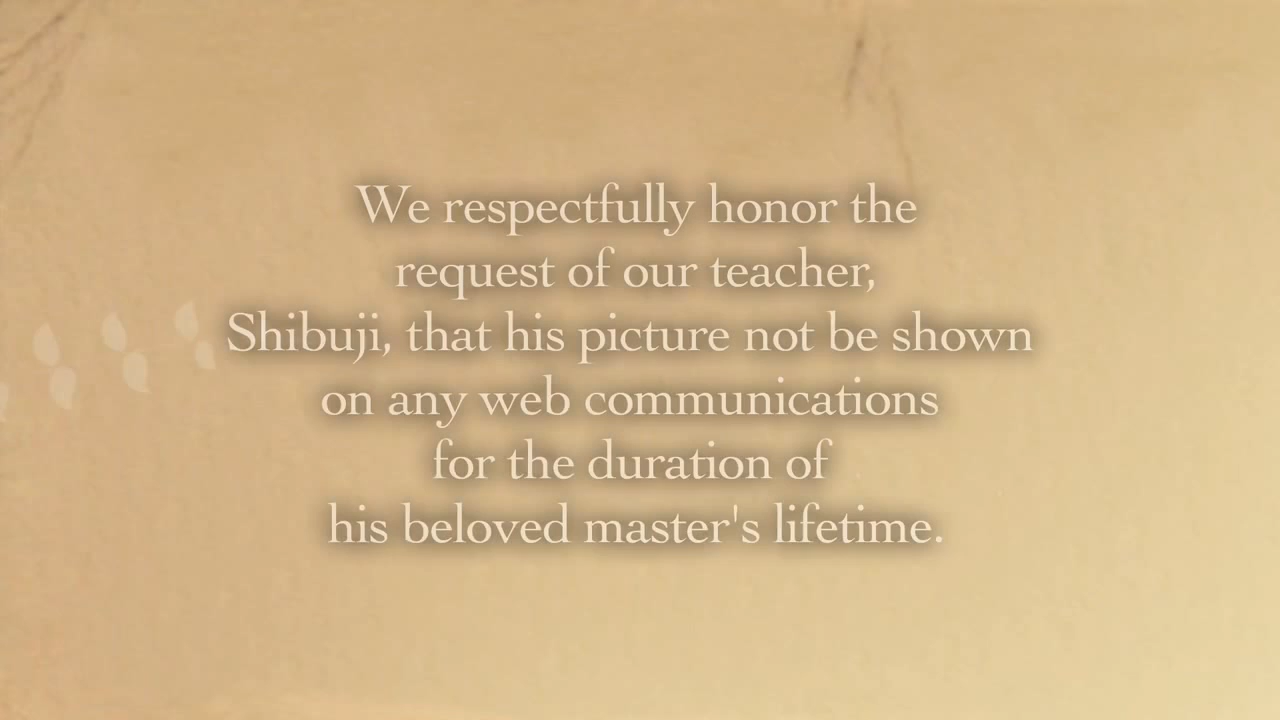 We respectfully honor the
request of our teacher,
Shibuji, that his picture not be shown
on any web communications
for the duration of
his beloved master's lifetime.